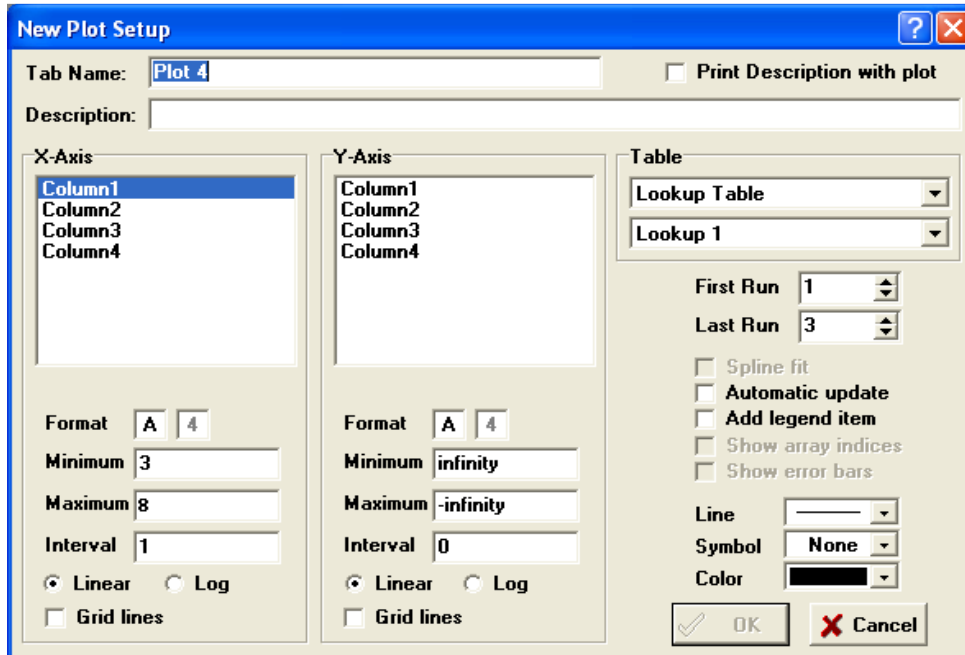 New Plot Setup
Tab Name: Plot 4
Print Description with plot
Description:
X-Axis
Column1
Column2
Column3
Column4
Format A 4
Minimum 3
Maximum 8
Interval 1
Linear Log
Grid lines
Y-Axis
Column1
Column2
Column3
Column4
Format A 4
Minimum infinity
Maximum -infinity
Interval 0
Linear Log
Grid lines
Table
Lookup Table
Lookup 1
First Run 1
Last Run 3
Spline fit
Automatic update
Add legend item
Show array indices
Show error bars
Line
Symbol None
Color
OK Cancel